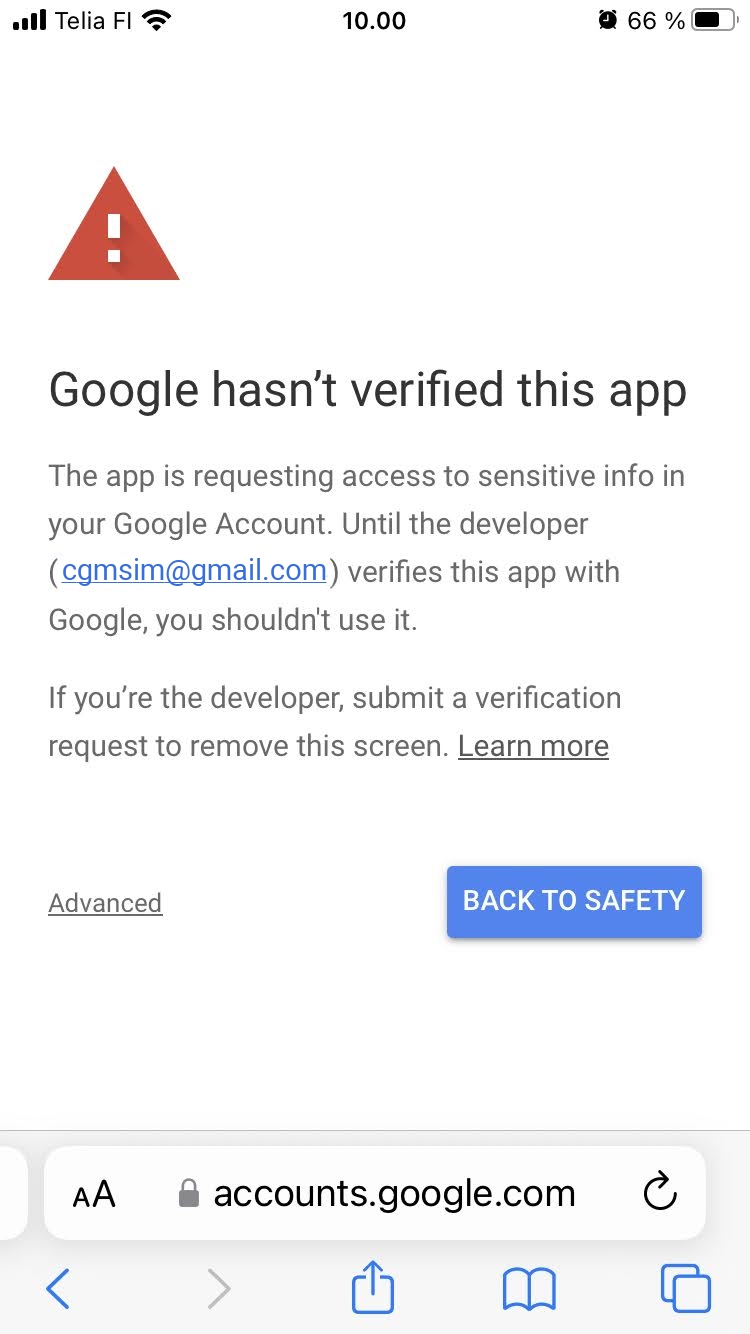 Telia FI 10.00 66 %
Google hasn’t verified this app
The app is requesting access to sensitive info in
your Google Account. Until the developer
(cgmsim@gmail.com) verifies this app with
Google, you shouldn't use it.
If you’re the developer, submit a verification
request to remove this screen. Learn more
Advanced BACK TO SAFETY
AA accounts.google.com